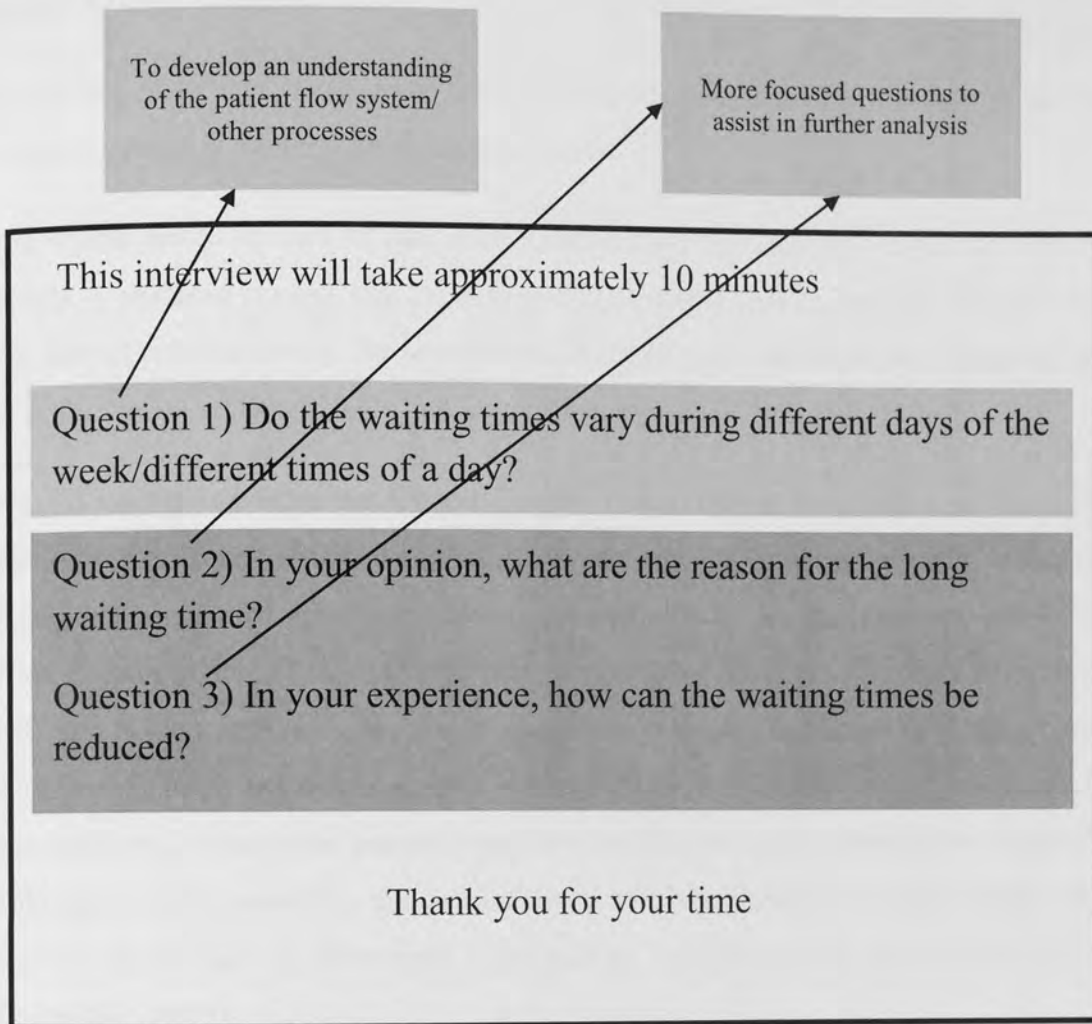 To develop an understanding
of the patient flow system/
other processes
More focused questions to
assist in further analysis
This interview will take approximately 10 minutes
Question 1) Do the waiting times vary during different days of the
week/different times of a day?
Question 2) In your opinion, what are the reason for the long
waiting time?
Question 3) In your experience, how can the waiting times be
reduced?
Thank you for your time